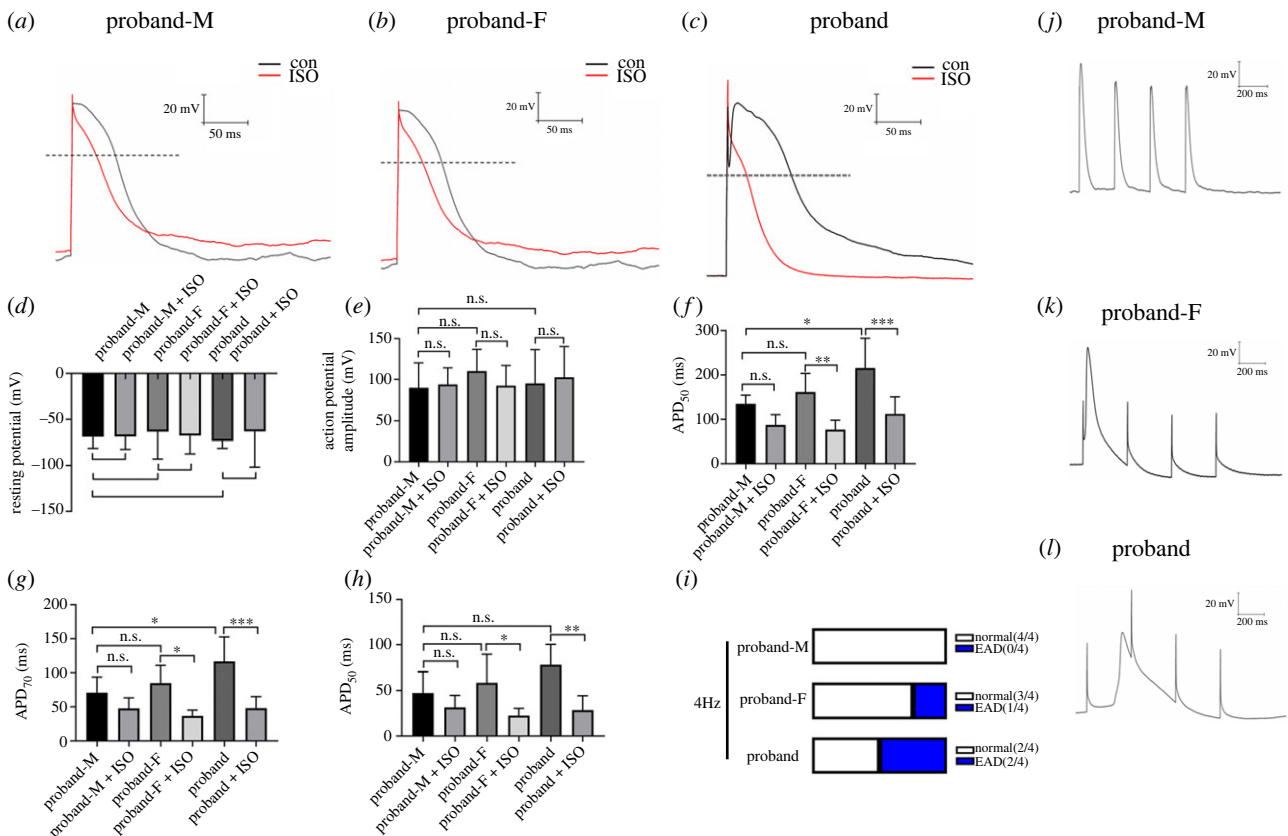 (a) proband-M
con
ISO
20 mV
50 ms
(b) proband-F
con
ISO
20 mV
50 ms
(c) proband
con
ISO
20 mV
50 ms
(j) proband-M
20 mV
200 ms
(d)
proband-M
proband-M + ISO
proband-F
proband-F + ISO
proband
proband + ISO
resting potential (mV)
0
−50
−100
−150
(e)
action potential
amplitude (mV)
150
100
50
0
n.s.
n.s.
n.s.
n.s.
n.s.
proband-M
proband-M + ISO
proband-F
proband-F + ISO
proband
proband + ISO
(f)
APD50 (ms)
300
200
100
0
*
***
n.s.
**
n.s.
proband-M
proband-M + ISO
proband-F
proband-F + ISO
proband
proband + ISO
(k) proband-F
20 mV
200 ms
(g)
APD70 (ms)
200
150
100
50
0
*
***
n.s.
*
n.s.
proband-M
proband-M + ISO
proband-F
proband-F + ISO
proband
proband + ISO
(h)
APD50 (ms)
150
100
50
0
n.s.
**
n.s.
*
n.s.
proband-M
proband-M + ISO
proband-F
proband-F + ISO
proband
proband + ISO
(i)
4Hz
proband-M
normal(4/4)
EAD(0/4)
proband-F
normal(3/4)
EAD(1/4)
proband
normal(2/4)
EAD(2/4)
(l) proband
20 mV
200 ms